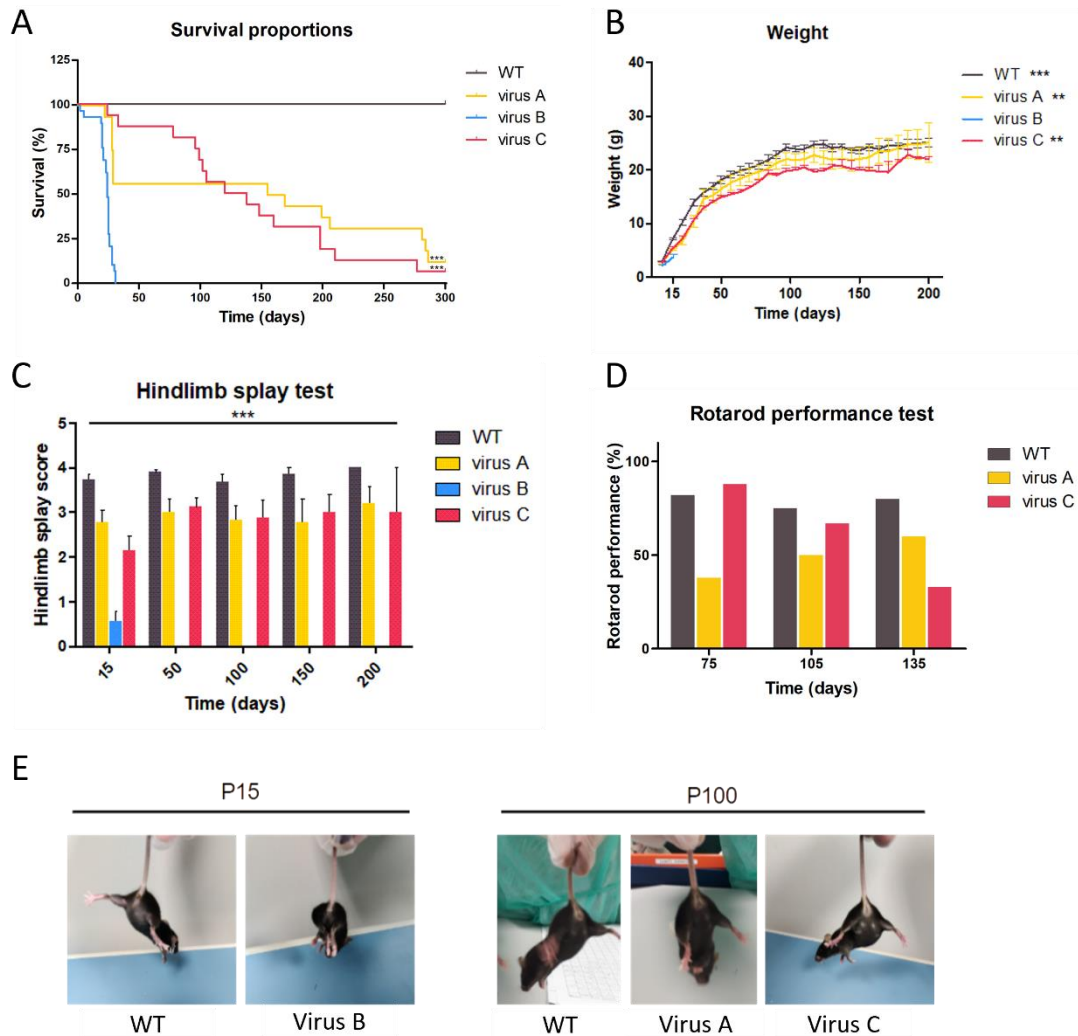 A
Survival proportions
125
100
75
50
25
0
Survival (%)
0 50 100 150 200 250 300
Time (days)
***
***
WT
virus A
virus B
virus C
B
Weight
40
30
20
10
0
Weight (g)
15 50 100 150 200
Time (days)
WT ***
virus A **
virus B
virus C **
C
Hindlimb splay test
***
5
4
3
2
1
0
Hindlimb splay score
15 50 100 150 200
Time (days)
WT
virus A
virus B
virus C
D
Rotarod performance test
100
50
0
Rotarod performance (%)
75 105 135
Time (days)
WT
virus A
virus C
E
P15 P100
WT Virus B WT Virus A Virus C